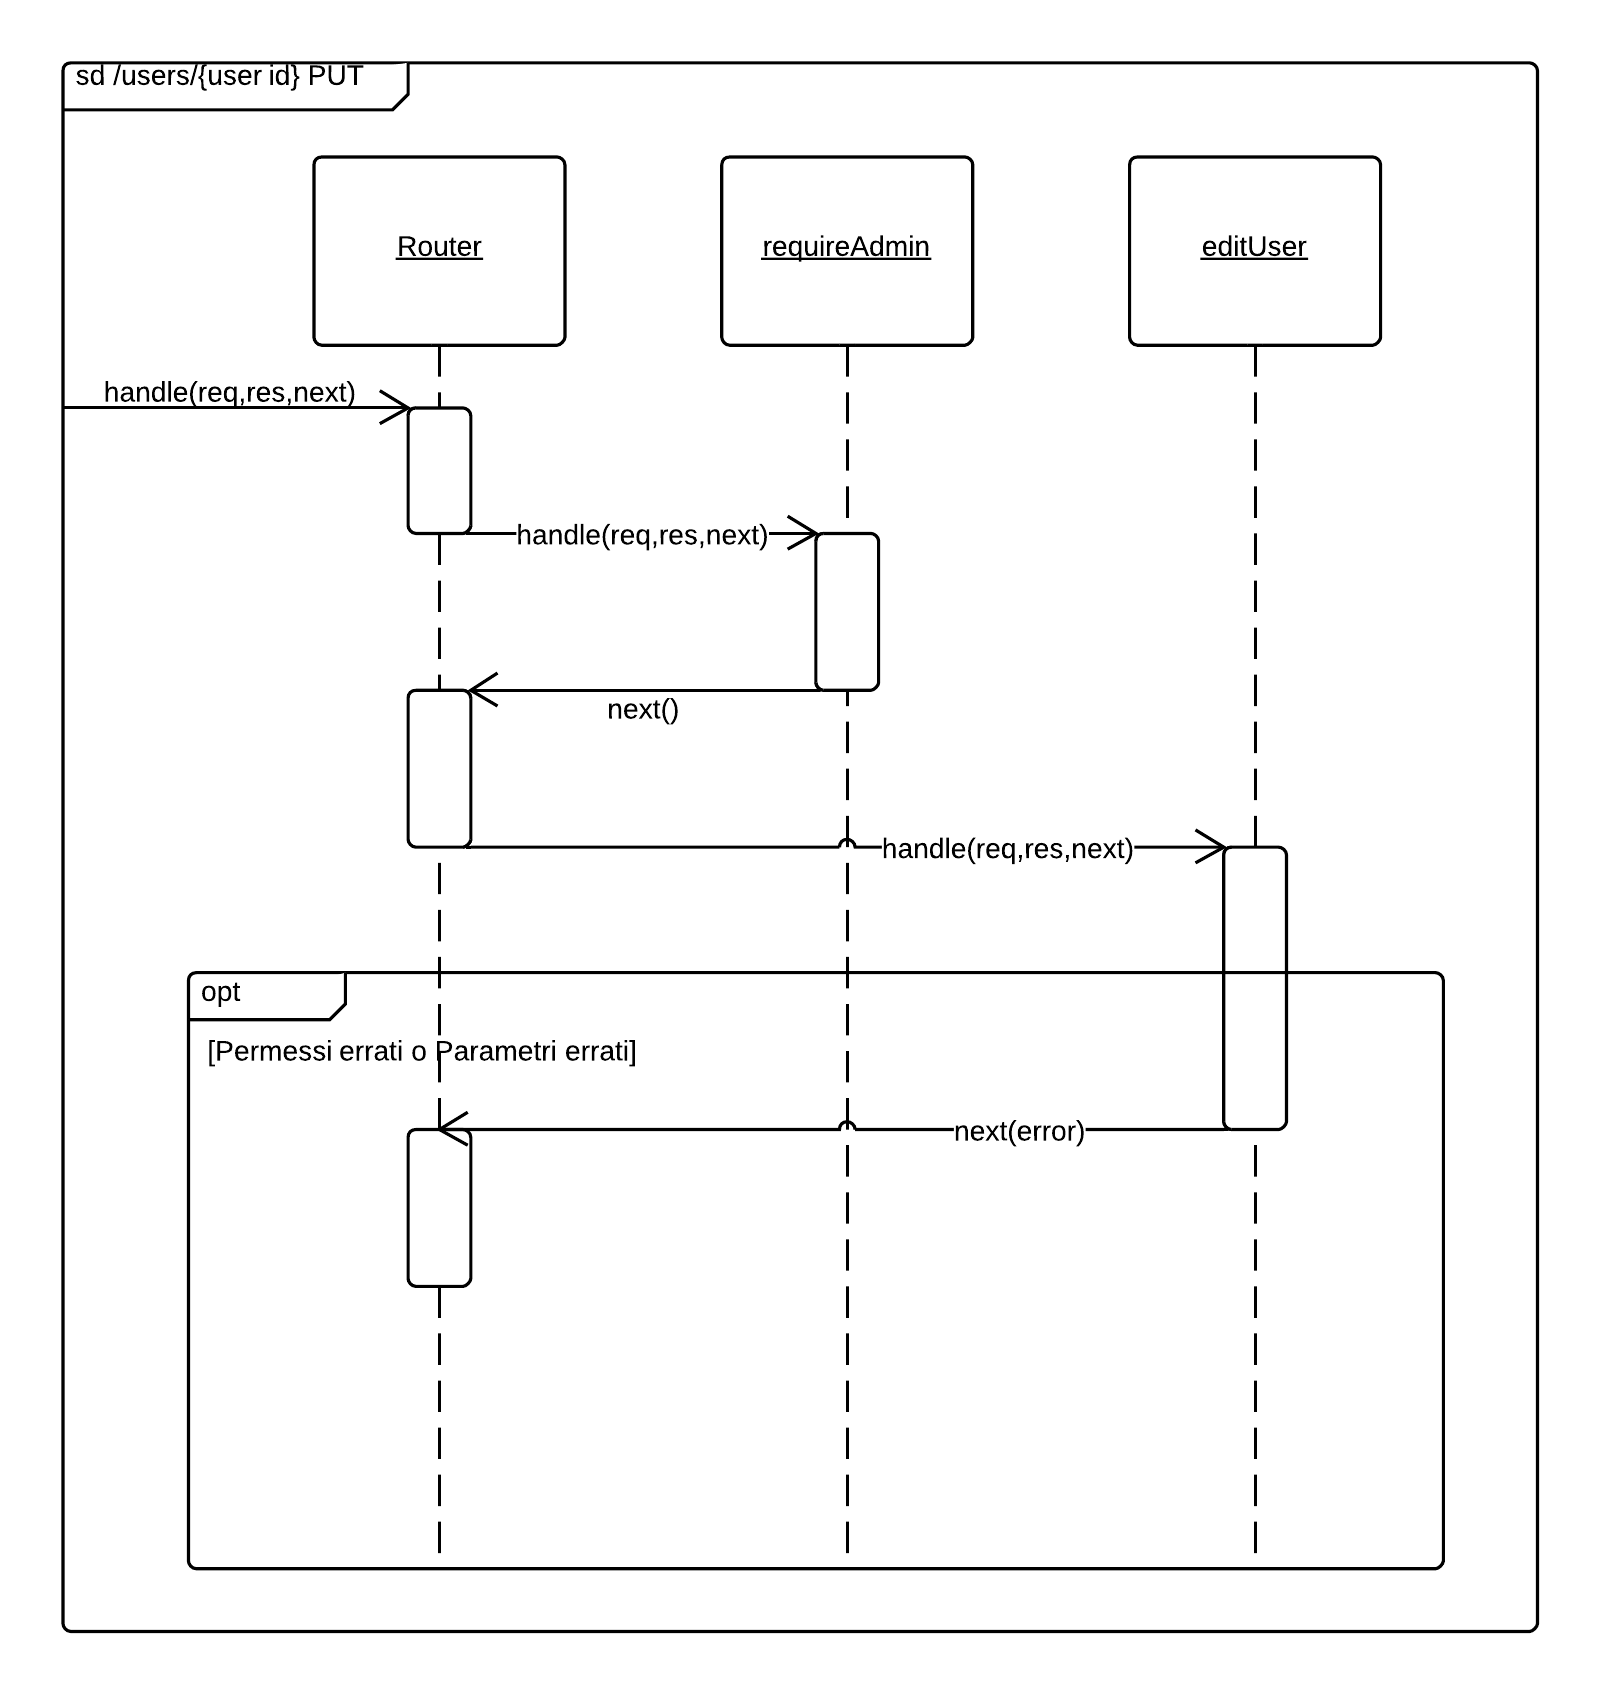 sd /users/{user id} PUT
Router
requireAdmin
editUser
handle(req,res,next)
handle(req,res,next)
next()
handle(req,res,next)
opt
[Permessi errati o Parametri errati]
next(error)